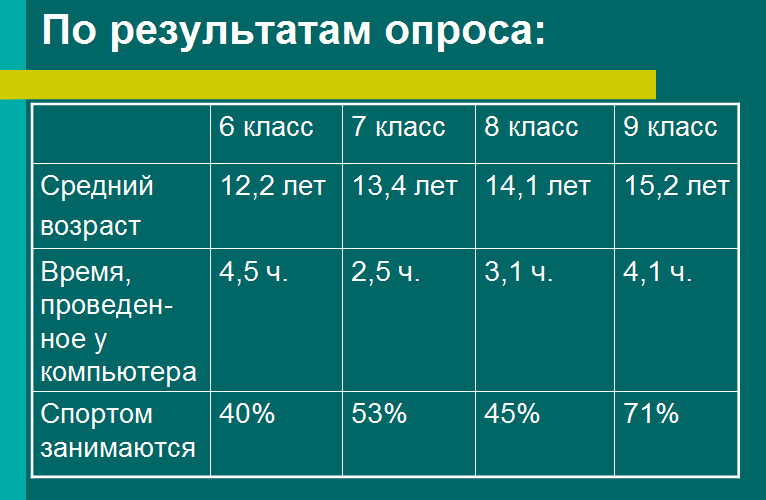 По результатам опроса:
6 класс 7 класс 8 класс 9 класс
Средний 12,2 лет 13,4 лет 14,1 лет 15,2 лет
возраст
Время, 4,5 ч. 2,5 ч. 3,1 ч. 4,1 ч.
проведен-
ное у
компьютера
Спортом 40% 53% 45% 71%
занимаются